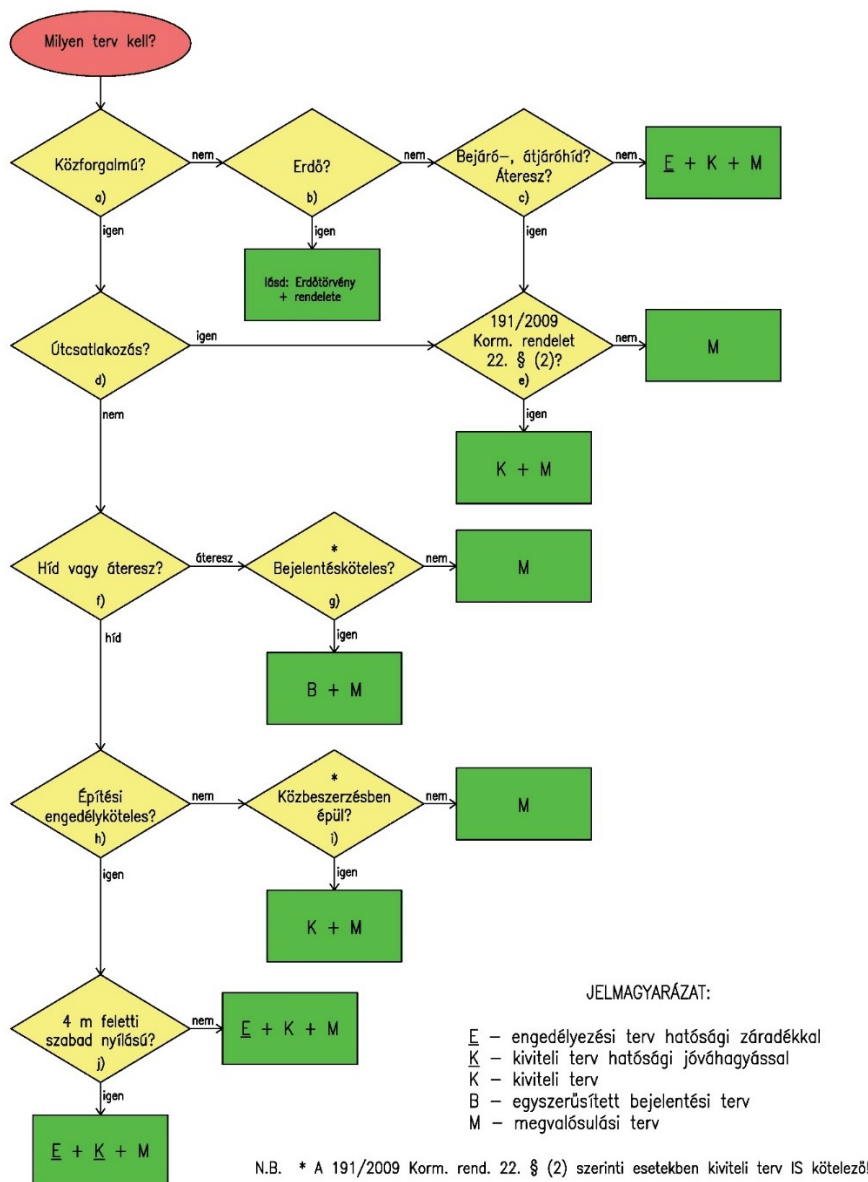 Milyen terv kell?
Közforgalmú?
a)
nem
igen
Erdő?
b)
nem
igen
Bejáró–, átjáróhíd?
Áteresz?
c)
nem
igen
E + K + M
lásd: Erdőtörvény
+ rendelete
Útcsatlakozás?
d)
igen
nem
191/2009
Korm. rendelet
22. § (2)?
e)
nem
igen
M
K + M
Híd vagy áteresz?
f)
áteresz
híd
*
Bejelentésköteles?
g)
nem
igen
M
B + M
Építési
engedélyköteles?
h)
nem
igen
*
Közbeszerzésben
épül?
i)
nem
igen
M
K + M
4 m feletti
szabad nyílású?
j)
nem
igen
E + K + M
E + K + M
JELMAGYARÁZAT:
E – engedélyezési terv hatósági záradékkal
K – kiviteli terv hatósági jóváhagyással
K – kiviteli terv
B – egyszerűsített bejelentési terv
M – megvalósulási terv
N.B. * A 191/2009 Korm. rend. 22. § (2) szerinti esetekben kiviteli terv IS kötelező!